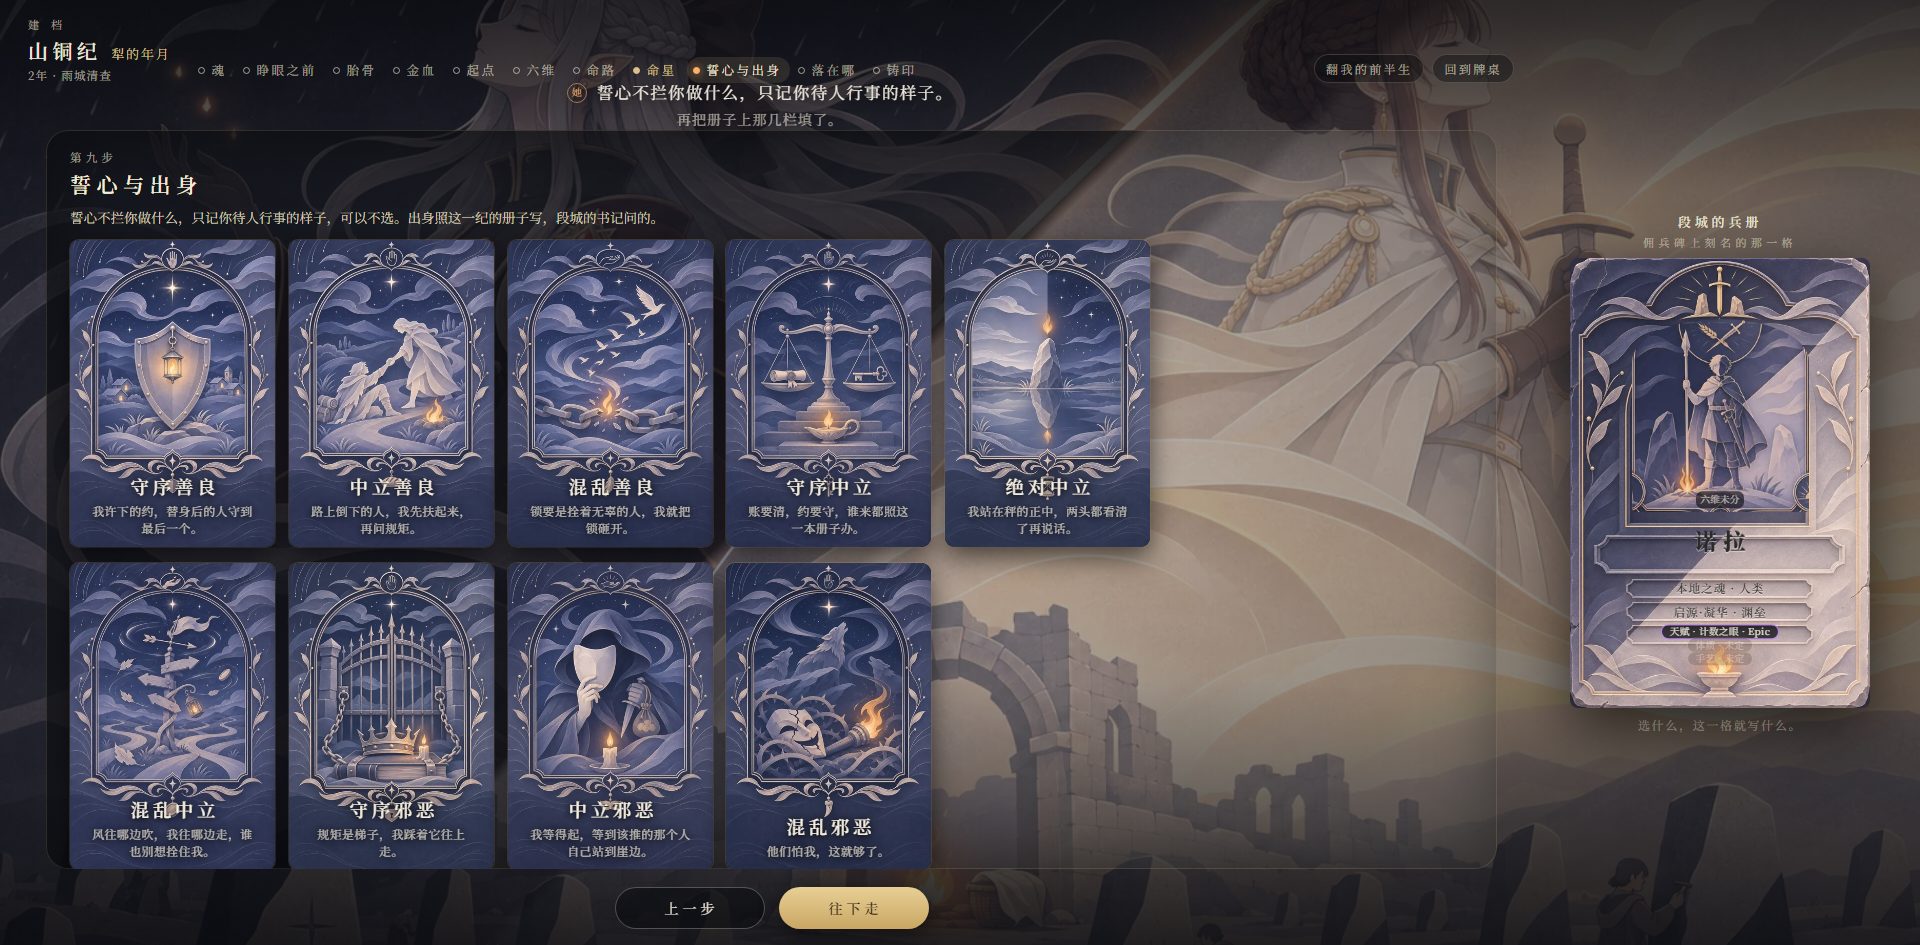 建 档
山铜纪 犁的年月
2年 · 雨城清查
魂 睁眼之前 胎骨 金血 起点 六维 命路 命星 誓心与出身 落在哪 铸印
翻我的前半生 回到牌桌
她 誓心不拦你做什么，只记你待人行事的样子。
再把册子上那几栏填了。
第九步
誓心与出身
誓心不拦你做什么，只记你待人行事的样子，可以不选。出身照这一纪的册子写，段城的书记问的。
守序善良
我许下的约，替身后的人守到
最后一个。
中立善良
路上倒下的人，我先扶起来，
再问规矩。
混乱善良
锁要是拴着无辜的人，我就把
锁砸开。
守序中立
账要清，约要守，谁来都照这
一本册子办。
绝对中立
我站在秤的正中，两头都看清
了再说话。
混乱中立
风往哪边吹，我往哪边走，谁
也别想拴住我。
守序邪恶
规矩是梯子，我踩着它往上
走。
中立邪恶
我等得起，等到该推的那个人
自己站到崖边。
混乱邪恶
他们怕我，这就够了。
段城的兵册
佣兵碑上刻名的那一格
六维未分
诺拉
本地之魂 · 人类
启源·凝华 · 渊垒
天赋 · 计数之眼 · Epic
选什么，这一格就写什么。
上一步
往下走